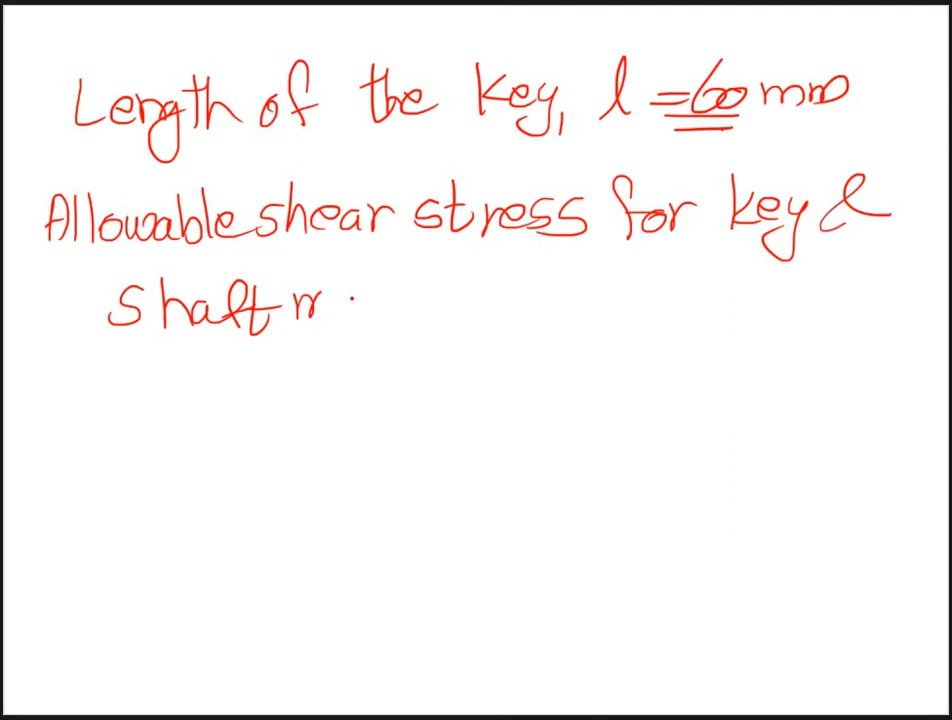 Length of the key, l = 60 mm
Allowable shear stress for key &
shaft m